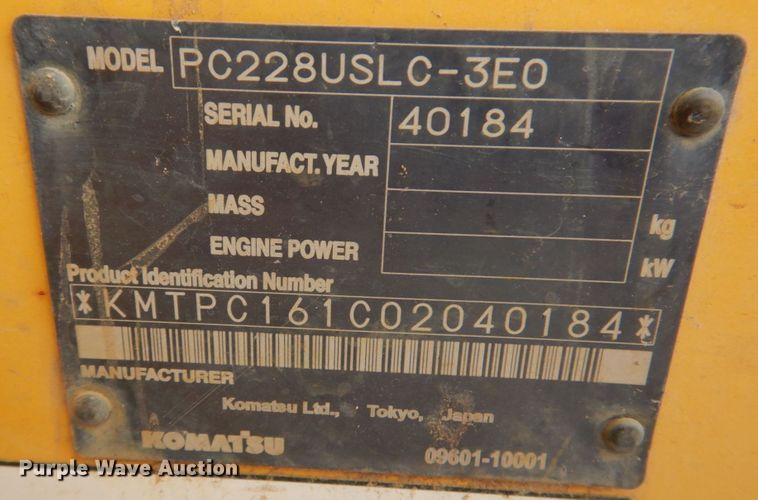 MODEL PC228USLC-3E0
SERIAL No. 40184
MANUFACT. YEAR
MASS kg
ENGINE POWER kW
Product Identification Number
*KMTPC161C02040184*
MANUFACTURER
Komatsu Ltd., Tokyo, Japan
KOMATSU 09601-10001
Purple Wave Auction